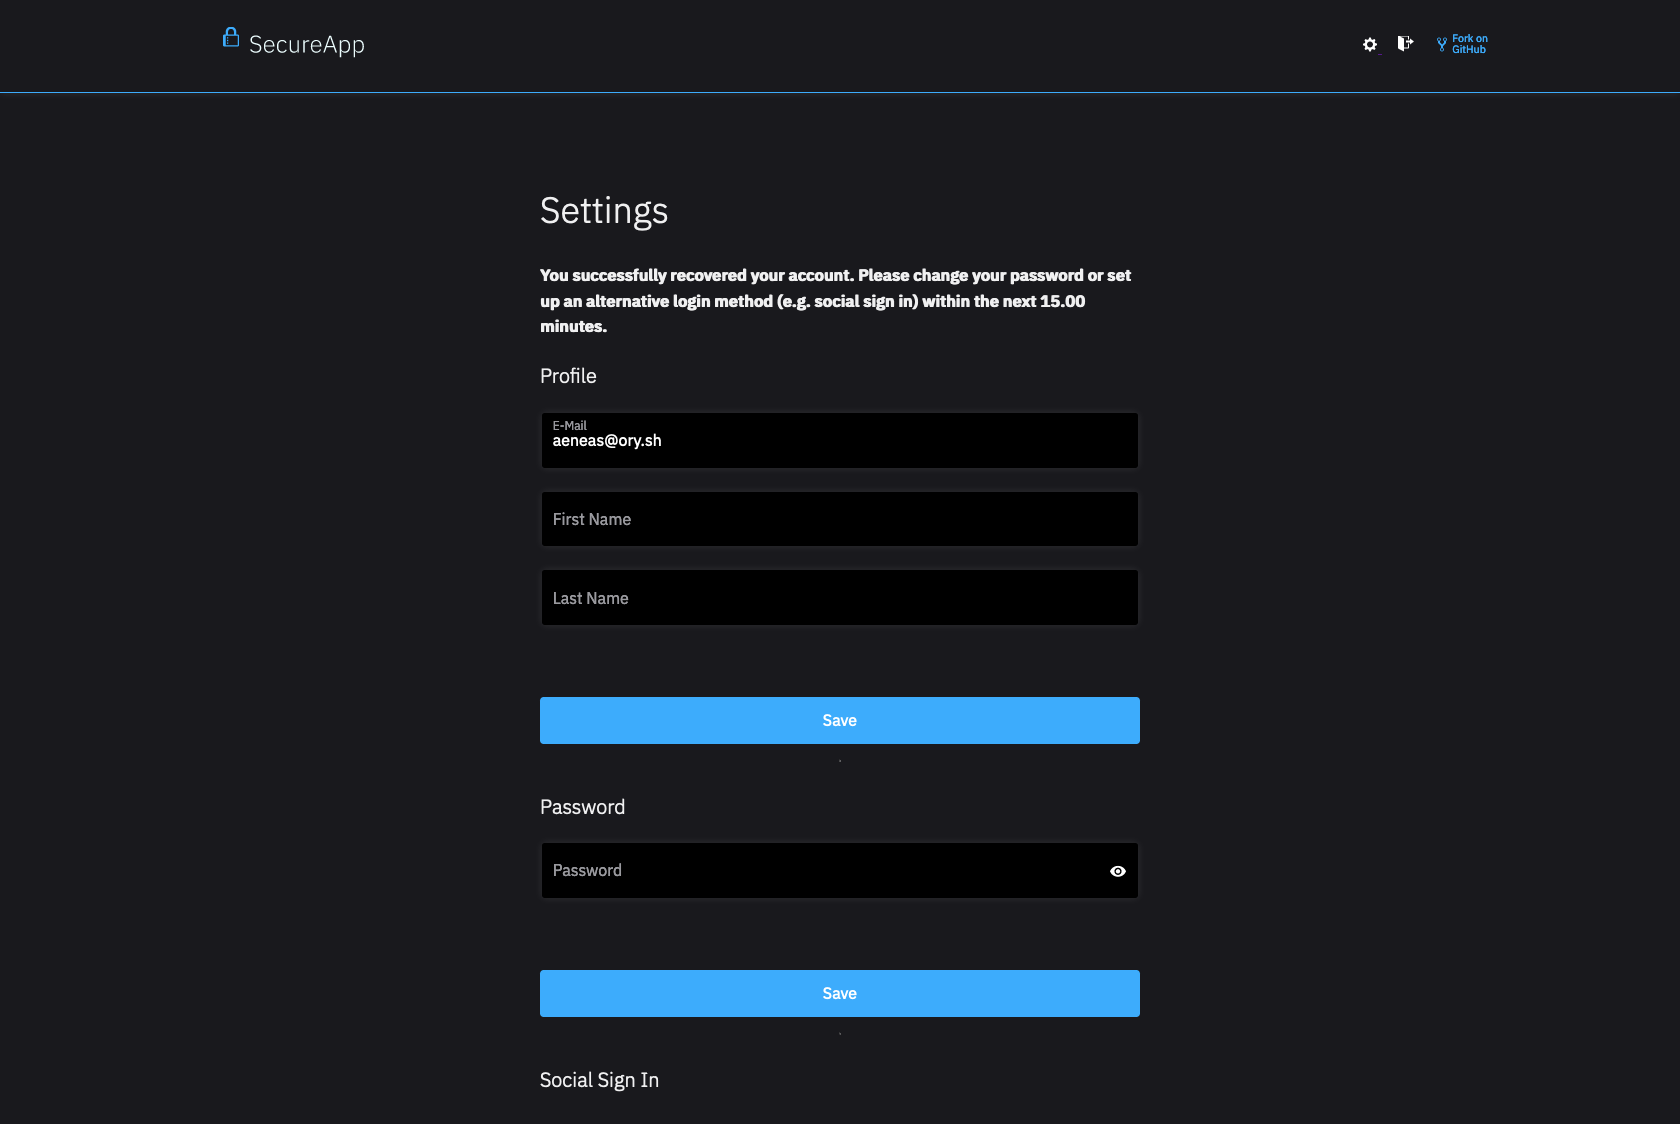 SecureApp
Fork on
GitHub
Settings
You successfully recovered your account. Please change your password or set
up an alternative login method (e.g. social sign in) within the next 15.00
minutes.
Profile
E-Mail
aeneas@ory.sh
First Name
Last Name
Save
Password
Password
Save
Social Sign In